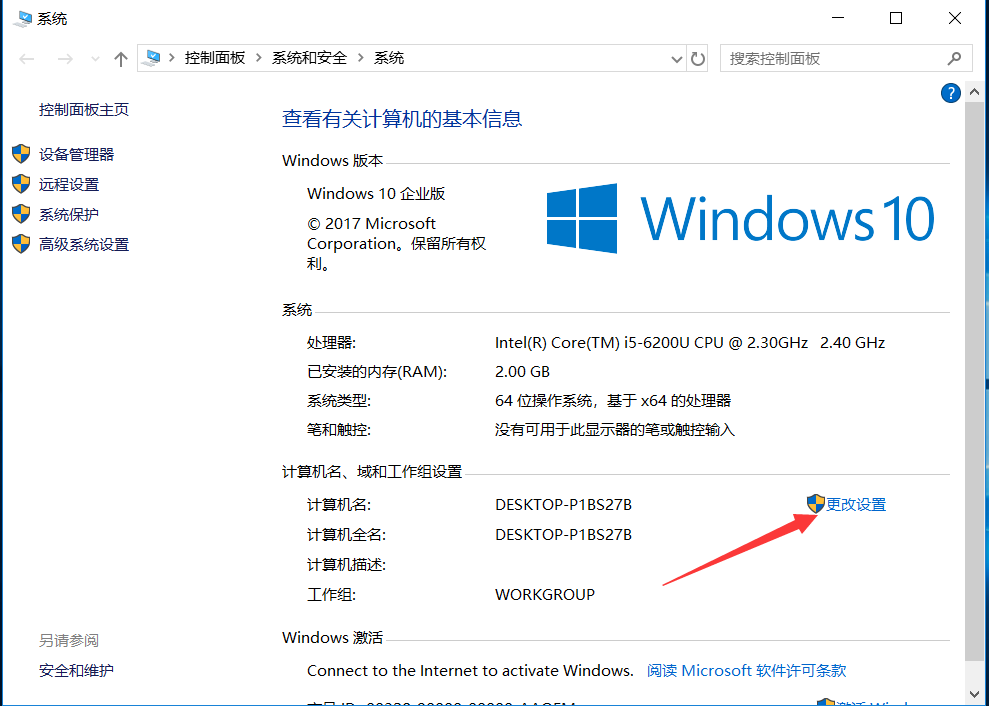 系统
控制面板 系统和安全 系统
搜索控制面板
控制面板主页
设备管理器
远程设置
系统保护
高级系统设置
另请参阅
安全和维护
?
查看有关计算机的基本信息
Windows 版本
Windows 10 企业版
© 2017 Microsoft
Corporation。保留所有权
利。
Windows 10
系统
处理器: Intel(R) Core(TM) i5-6200U CPU @ 2.30GHz 2.40 GHz
已安装的内存(RAM): 2.00 GB
系统类型: 64 位操作系统，基于 x64 的处理器
笔和触控: 没有可用于此显示器的笔或触控输入
计算机名、域和工作组设置
计算机名: DESKTOP-P1BS27B 更改设置
计算机全名: DESKTOP-P1BS27B
计算机描述:
工作组: WORKGROUP
Windows 激活
Connect to the Internet to activate Windows. 阅读 Microsoft 软件许可条款